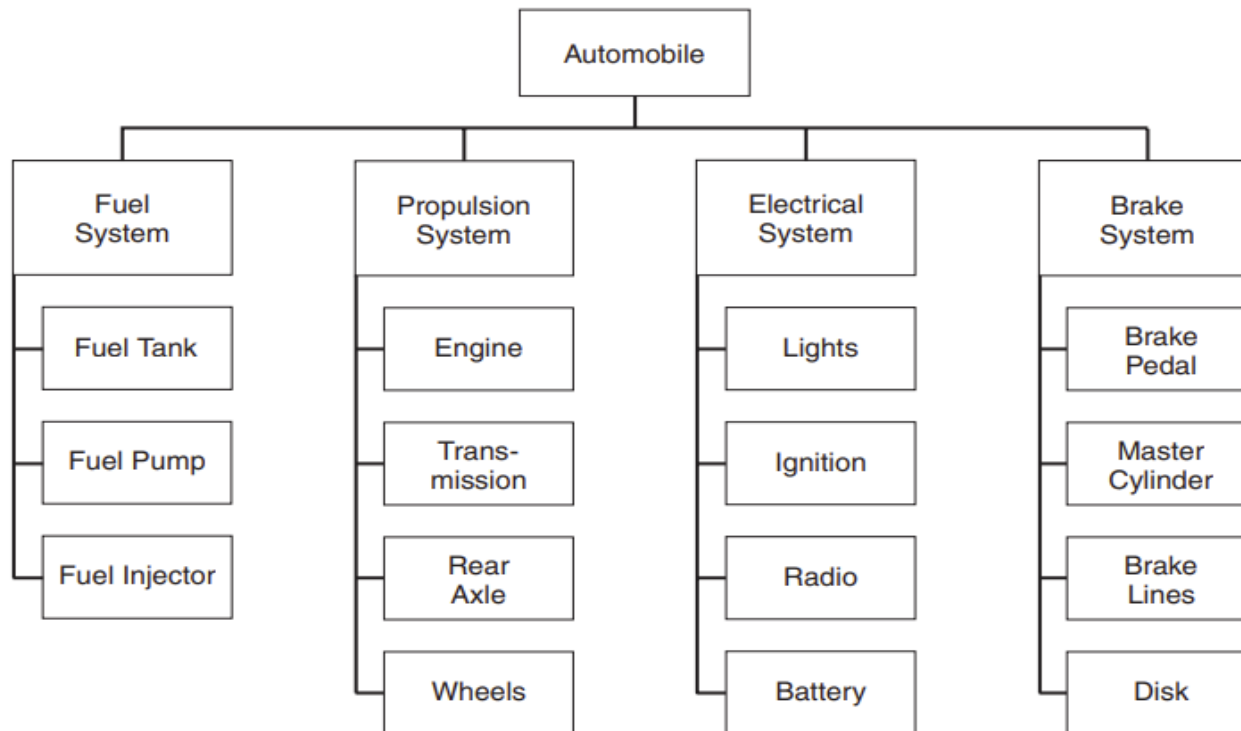 Automobile
Fuel
System
Propulsion
System
Electrical
System
Brake
System
Fuel Tank
Engine
Lights
Brake
Pedal
Fuel Pump
Trans-
mission
Ignition
Master
Cylinder
Fuel Injector
Rear
Axle
Radio
Brake
Lines
Wheels
Battery
Disk